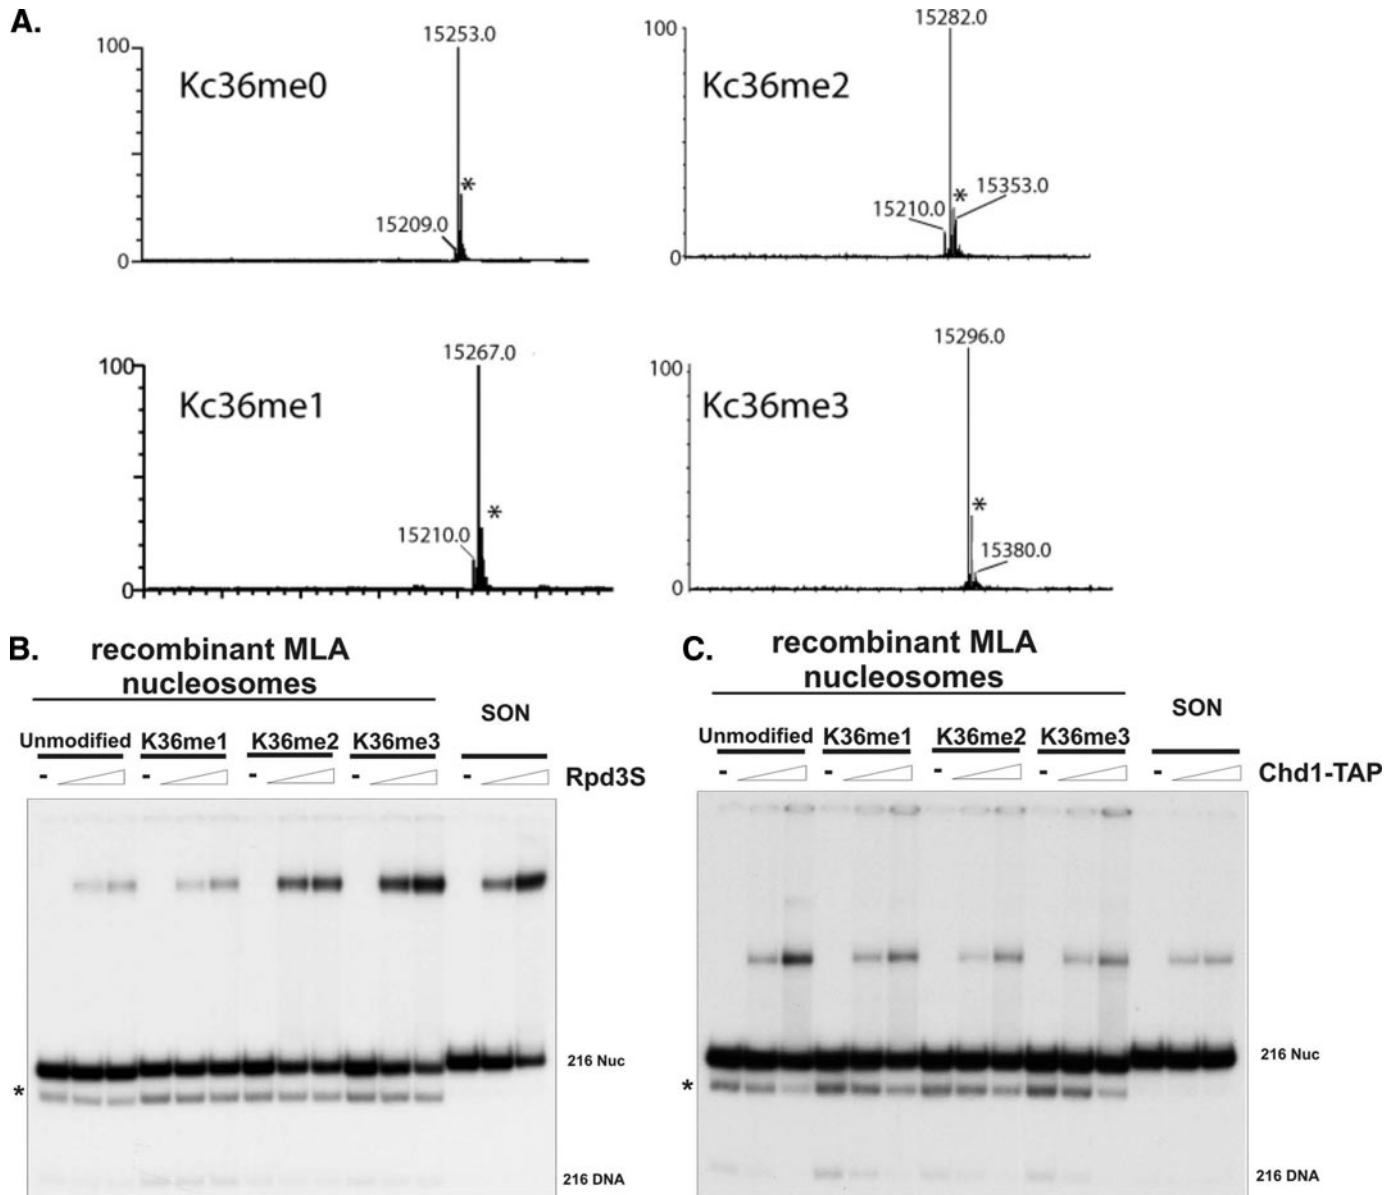 A.
15253.0
100
Kc36me0
*
15209.0
0
15282.0
100
Kc36me2
*
15353.0
15210.0
0
15267.0
100
Kc36me1
*
15210.0
0
15296.0
100
Kc36me3
*
15380.0
0
B.
recombinant MLA
nucleosomes
SON
Unmodified K36me1 K36me2 K36me3
- - - - - Rpd3S
216 Nuc
*
216 DNA
C.
recombinant MLA
nucleosomes
SON
Unmodified K36me1 K36me2 K36me3
- - - - - Chd1-TAP
216 Nuc
*
216 DNA